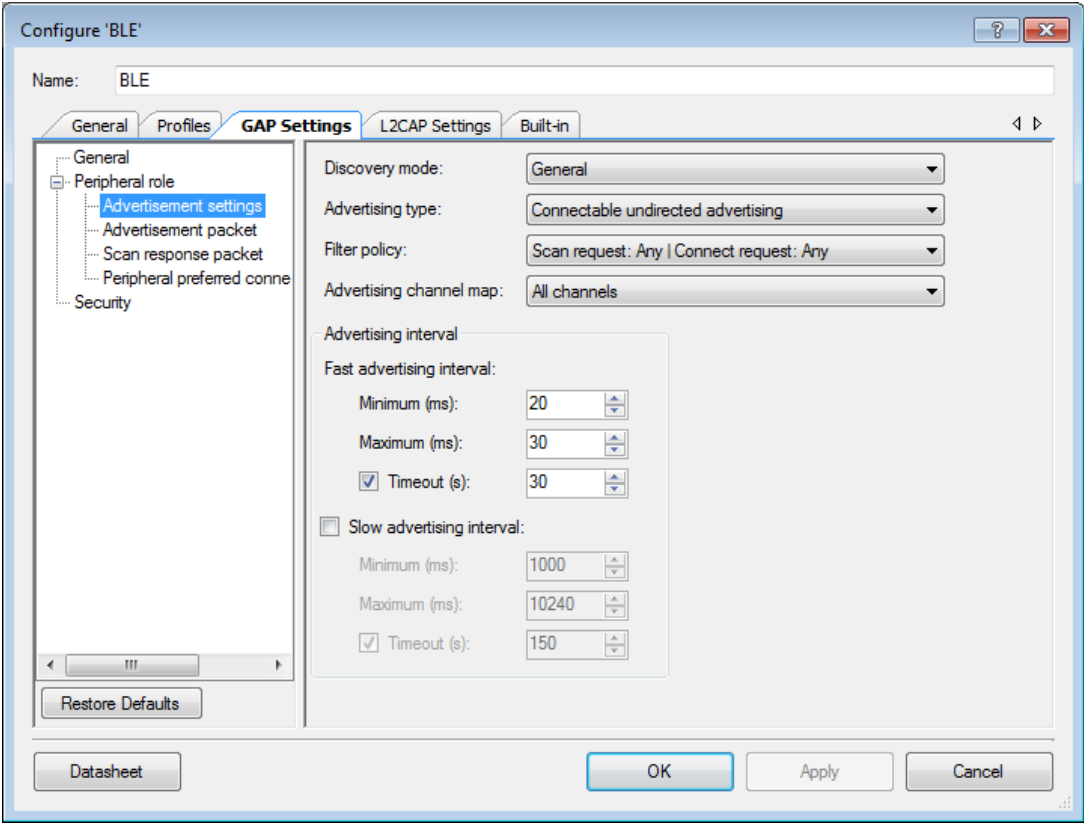 Configure 'BLE'
Name: BLE
General Profiles GAP Settings L2CAP Settings Built-in
General
Peripheral role
Advertisement settings
Advertisement packet
Scan response packet
Peripheral preferred conne
Security
Restore Defaults
Discovery mode: General
Advertising type: Connectable undirected advertising
Filter policy: Scan request: Any | Connect request: Any
Advertising channel map: All channels
Advertising interval
Fast advertising interval:
Minimum (ms): 20
Maximum (ms): 30
Timeout (s): 30
Slow advertising interval:
Minimum (ms): 1000
Maximum (ms): 10240
Timeout (s): 150
Datasheet OK Apply Cancel